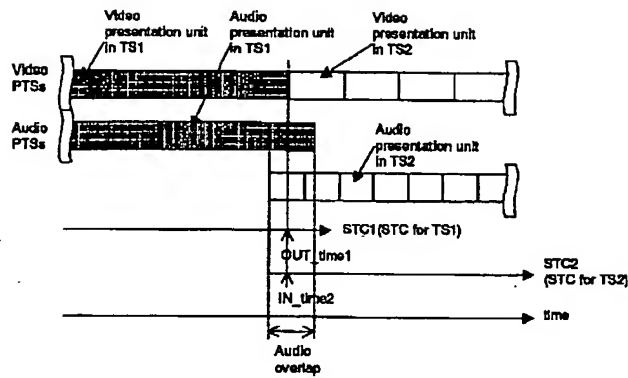 Video
presentation unit
in TS1
Audio
presentation unit
in TS1
Video
presentation unit
in TS2
Video
PTSs
Audio
PTSs
Audio
presentation unit
in TS2
STC1(STC for TS1)
OUT_time1
STC2
(STC for TS2)
IN_time2
time
Audio
overlap